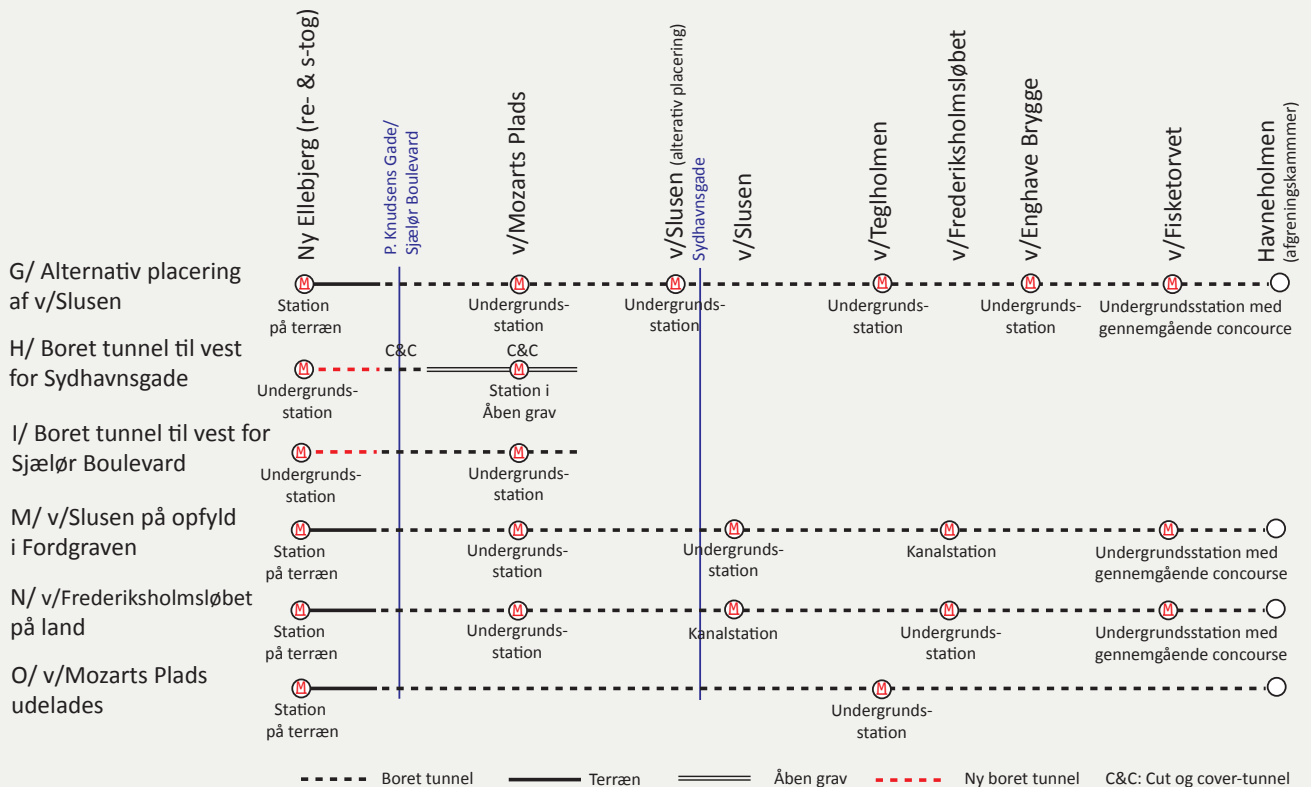 Ny Ellebjerg (re- & s-tog)
P. Knudsens Gade/
Sjælør Boulevard
v/Mozarts Plads
v/Slusen (alterativ placering)
Sydhavnsgade
v/Slusen
v/Teglholmen
v/Frederiksholmsløbet
v/Enghave Brygge
v/Fisketorvet
Havneholmen
(afgreningskammmer)
G/ Alternativ placering
af v/Slusen
M M M M M M
Station
på terræn
Undergrunds-
station
Undergrunds-
station
Undergrunds-
station
Undergrunds-
station
Undergrundsstation med
gennemgående concource
H/ Boret tunnel til vest
for Sydhavnsgade
C&C C&C
M M
Undergrunds-
station
Station i
Åben grav
I/ Boret tunnel til vest for
Sjælør Boulevard
M M
Undergrunds-
station
Undergrunds-
station
M/ v/Slusen på opfyld
i Fordgraven
M M M M M
Station
på terræn
Undergrunds-
station
Undergrunds-
station
Kanalstation
Undergrundsstation med
gennemgående concourse
N/ v/Frederiksholmsløbet
på land
M M M M M
Station
på terræn
Undergrunds-
station
Kanalstation
Undergrunds-
station
Undergrundsstation med
gennemgående concourse
O/ v/Mozarts Plads
udelades
M M
Station
på terræn
Undergrunds-
station
Boret tunnel Terræn Åben grav Ny boret tunnel C&C: Cut og cover-tunnel